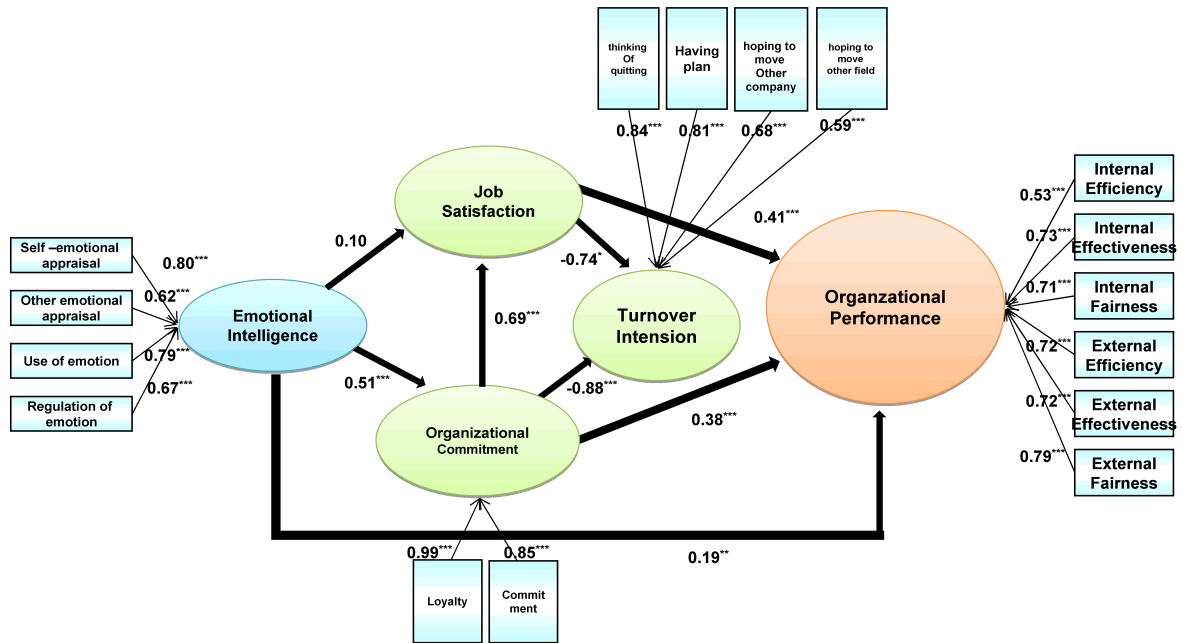 thinking
Of
quitting
Having
plan
hoping to
move
Other
company
hoping to
move
other field
0.84***
0.81***
0.68***
0.59***
Job
Satisfaction
0.41***
0.10
-0.74*
Self –emotional
appraisal
0.80***
Other emotional
appraisal
0.62***
Use of emotion
0.79***
Regulation of
emotion
0.67***
Emotional
Intelligence
0.69***
Turnover
Intension
Organzational
Performance
0.53***
Internal
Efficiency
0.73***
Internal
Effectiveness
0.71***
Internal
Fairness
0.72***
External
Efficiency
0.72***
External
Effectiveness
0.79***
External
Fairness
0.51***
-0.88***
0.38***
Organizational
Commitment
0.99***
0.85***
0.19**
Loyalty
Commit
ment